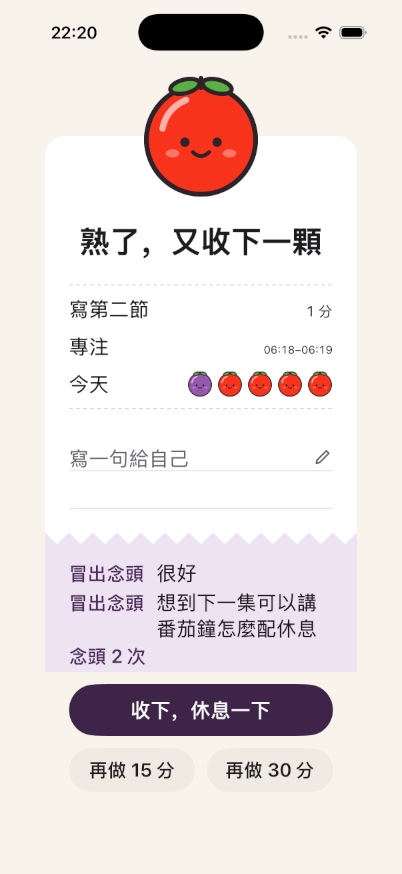 22:20
熟了，又收下一顆
寫第二節 1 分
專注 06:18–06:19
今天
寫一句給自己
冒出念頭 很好
冒出念頭 想到下一集可以講
番茄鐘怎麼配休息
念頭 2 次
收下，休息一下
再做 15 分 再做 30 分